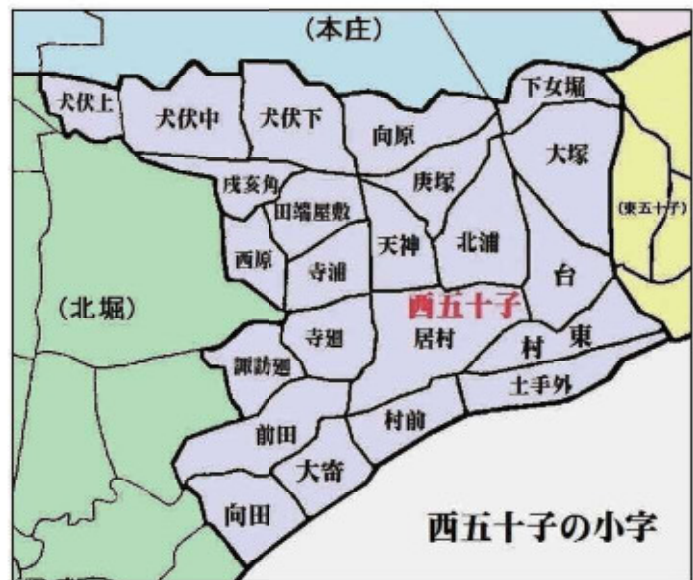 (本庄)
下女堀
犬伏上
犬伏中
犬伏下
向原
大塚
戌亥角
庚塚
田端屋敷
(東五十子)
天神
北浦
西原
寺浦
台
(北堀)
西五十子
寺廻
居村
村東
諏訪廻
土手外
前田
村前
大寄
向田
西五十子の小字